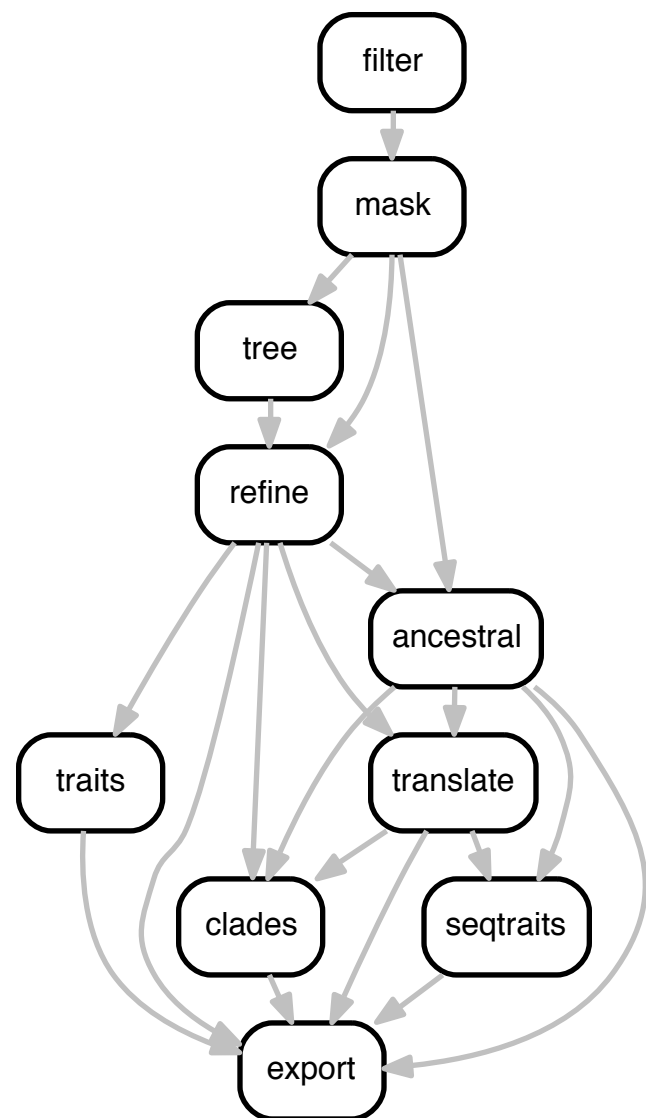 filter
mask
tree
refine
ancestral
traits
translate
clades
seqtraits
export